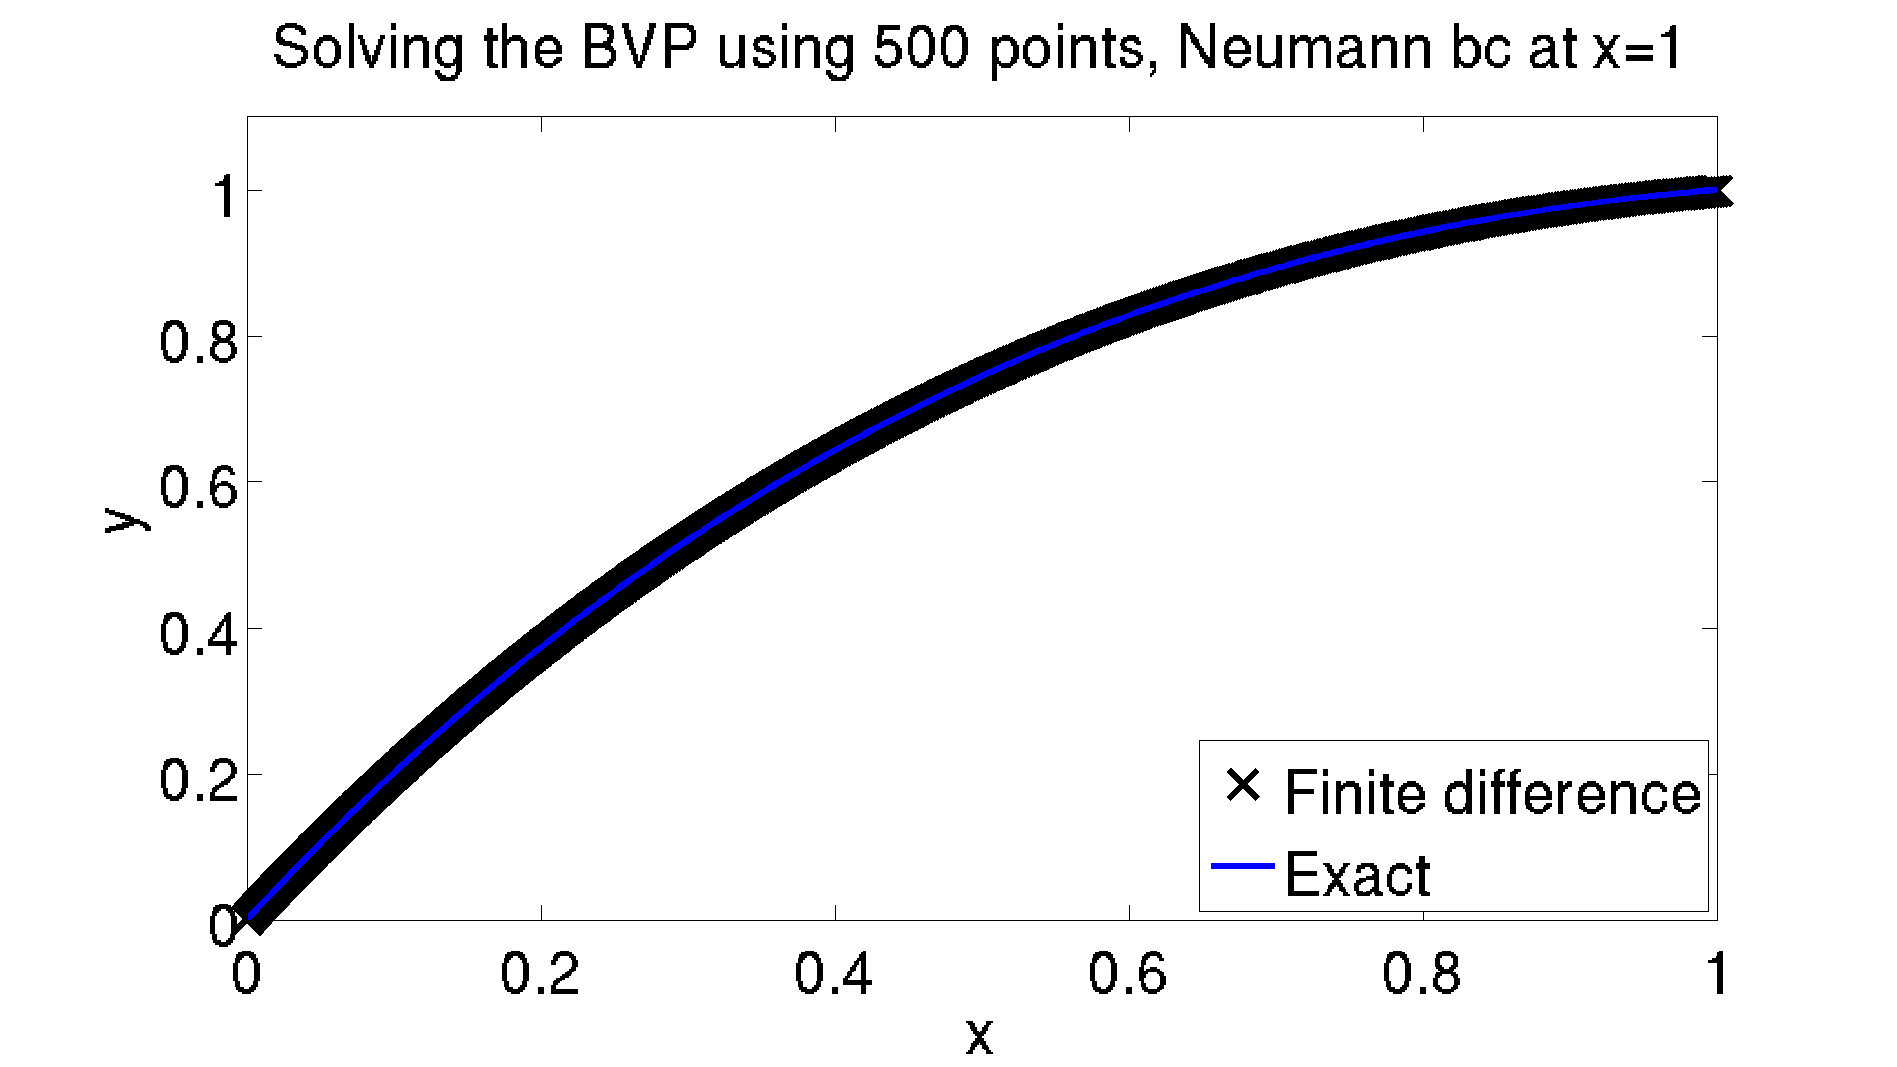 Solving the BVP using 500 points, Neumann bc at x=1
1
0.8
0.6
0.4
0.2
0
y
0 0.2 0.4 0.6 0.8 1
x
Finite difference
Exact